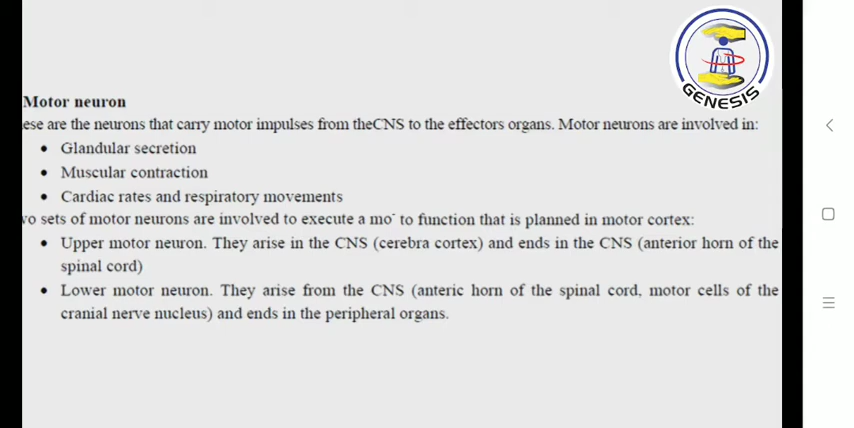 GENESIS
Motor neuron
ese are the neurons that carry motor impulses from theCNS to the effectors organs. Motor neurons are involved in:
• Glandular secretion
• Muscular contraction
• Cardiac rates and respiratory movements
vo sets of motor neurons are involved to execute a mo to function that is planned in motor cortex:
• Upper motor neuron. They arise in the CNS (cerebra cortex) and ends in the CNS (anterior horn of the
spinal cord)
• Lower motor neuron. They arise from the CNS (anteric horn of the spinal cord, motor cells of the
cranial nerve nucleus) and ends in the peripheral organs.